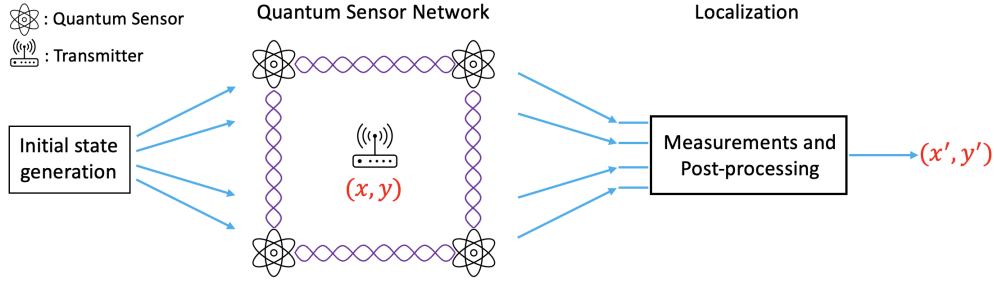 : Quantum Sensor
: Transmitter
Quantum Sensor Network
Localization
Initial state
generation
(x, y)
Measurements and
Post-processing
(x′, y′)